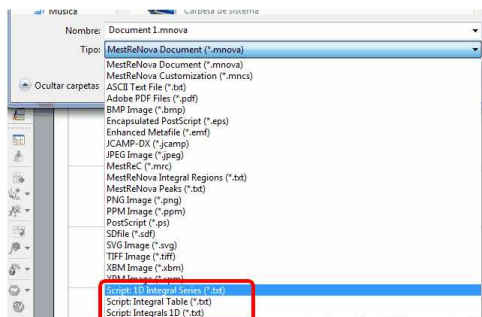 Música
Carpeta de sistema
Nombre: Document 1.mnova
Tipo: MestReNova Document (*.mnova)
MestReNova Document (*.mnova)
MestReNova Customization (*.mncs)
Ocultar carpetas
ASCII Text File (*.txt)
Adobe PDF Files (*.pdf)
BMP Image (*.bmp)
Encapsulated PostScript (*.eps)
Enhanced Metafile (*.emf)
JCAMP-DX (*.jcamp)
JPEG Image (*.jpeg)
MestReC (*.mrc)
MestReNova Integral Regions (*.txt)
MestReNova Peaks (*.txt)
PNG Image (*.png)
PPM Image (*.ppm)
PostScript (*.ps)
SDfile (*.sdf)
SVG Image (*.svg)
TIFF Image (*.tiff)
XBM Image (*.xbm)
XPM Image (*.xpm)
Script: 1D Integral Series (*.txt)
Script: Integral Table (*.txt)
Script: Integrals 1D (*.txt)